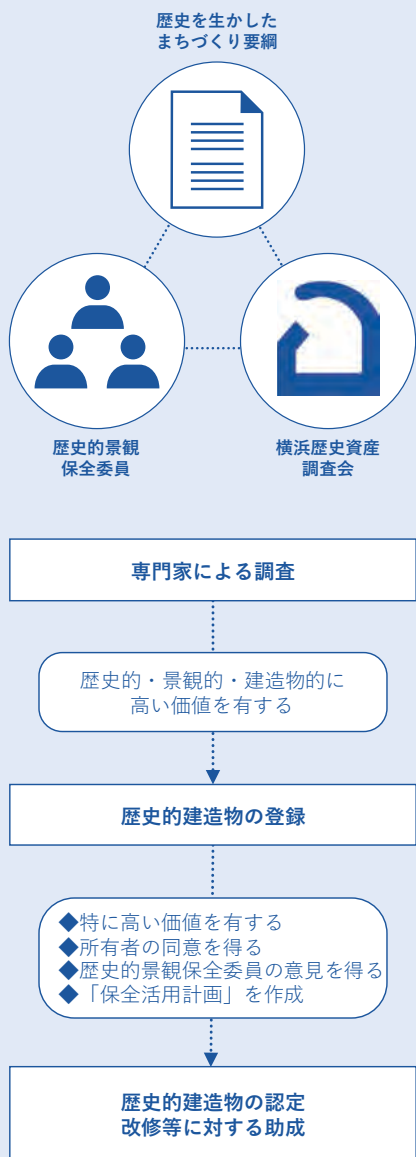 歴史を生かした
まちづくり要綱
歴史的景観
保全委員
横浜歴史資産
調査会
専門家による調査
歴史的・景観的・建造物的に
高い価値を有する
歴史的建造物の登録
◆特に高い価値を有する
◆所有者の同意を得る
◆歴史的景観保全委員の意見を得る
◆「保全活用計画」を作成
歴史的建造物の認定
改修等に対する助成